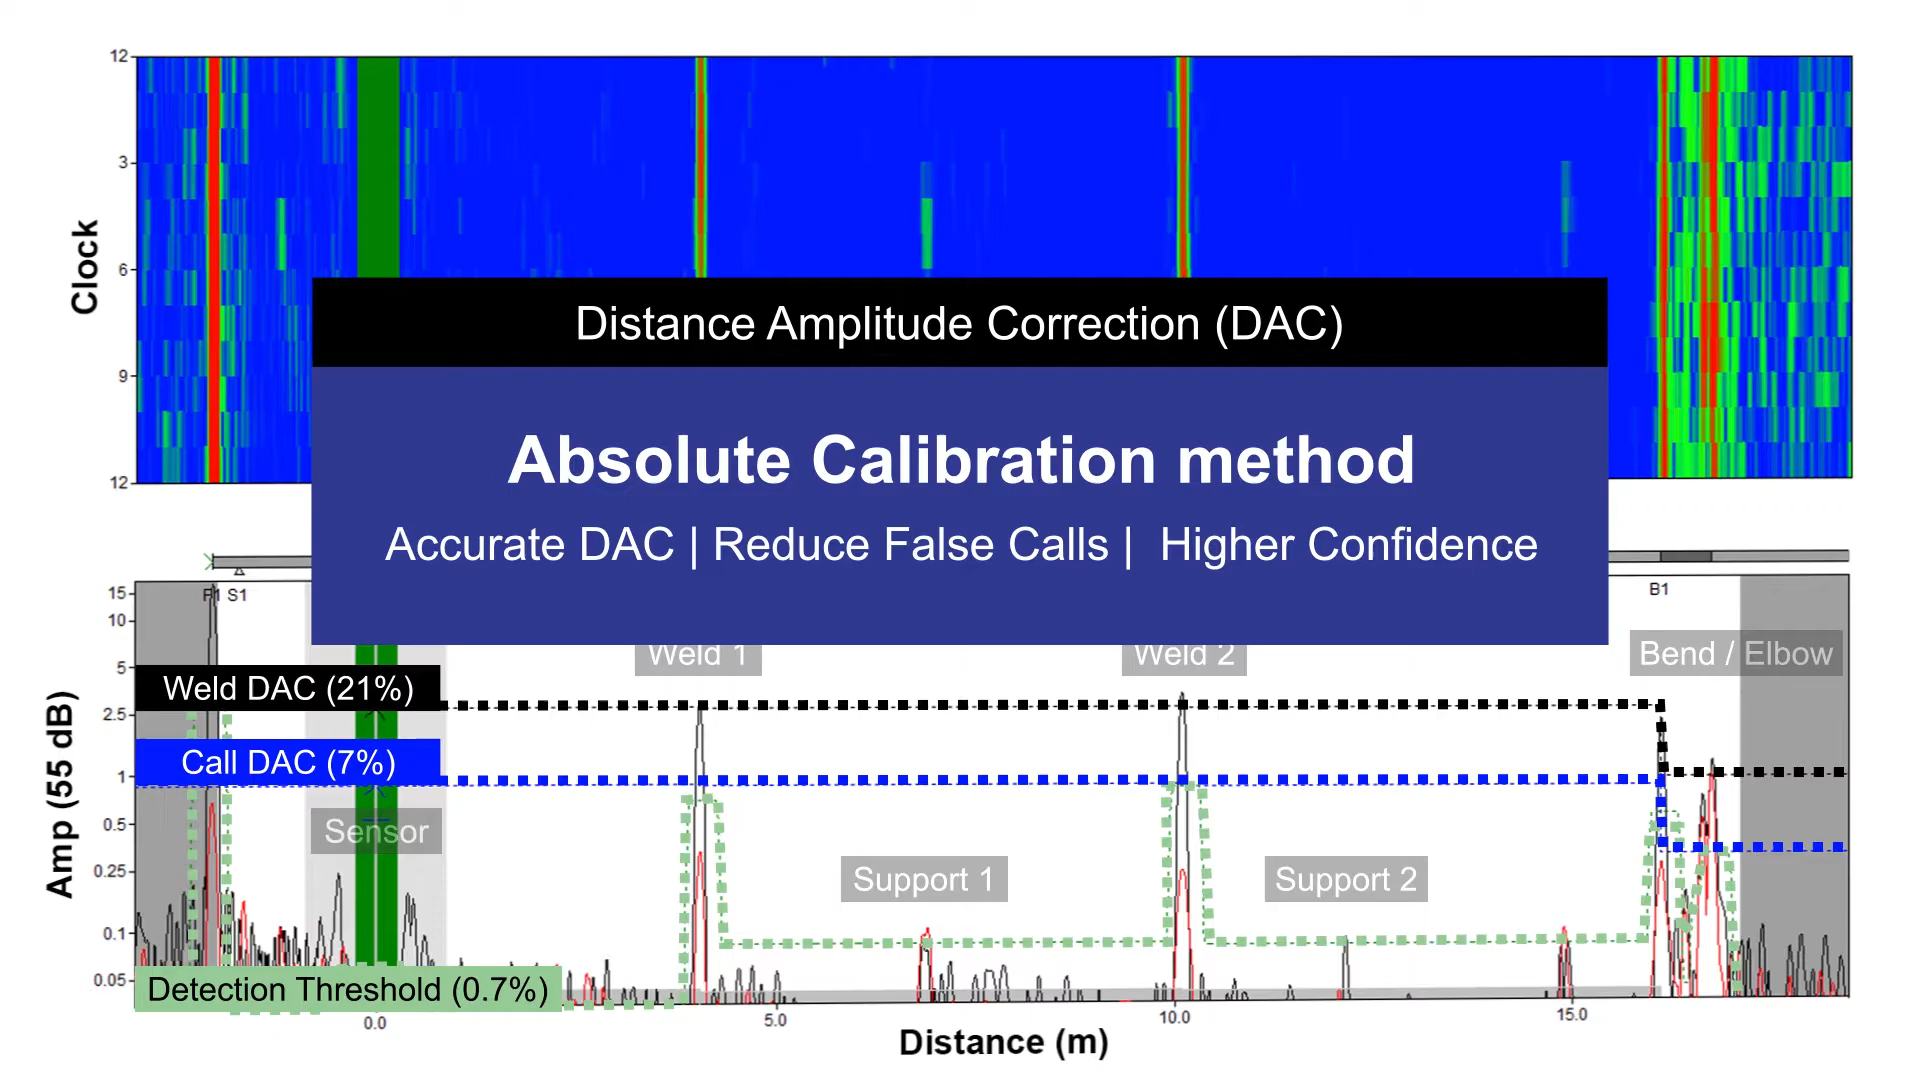 12
3
6
9
12
Clock
Distance Amplitude Correction (DAC)
Absolute Calibration method
Accurate DAC | Reduce False Calls | Higher Confidence
15
10
5
2.5
1
0.5
0.25
0.1
0.05
Amp (55 dB)
F1 S1
B1
Weld 1
Weld 2
Bend / Elbow
Weld DAC (21%)
Call DAC (7%)
Sensor
Support 1
Support 2
Detection Threshold (0.7%)
0.0
5.0
10.0
15.0
Distance (m)